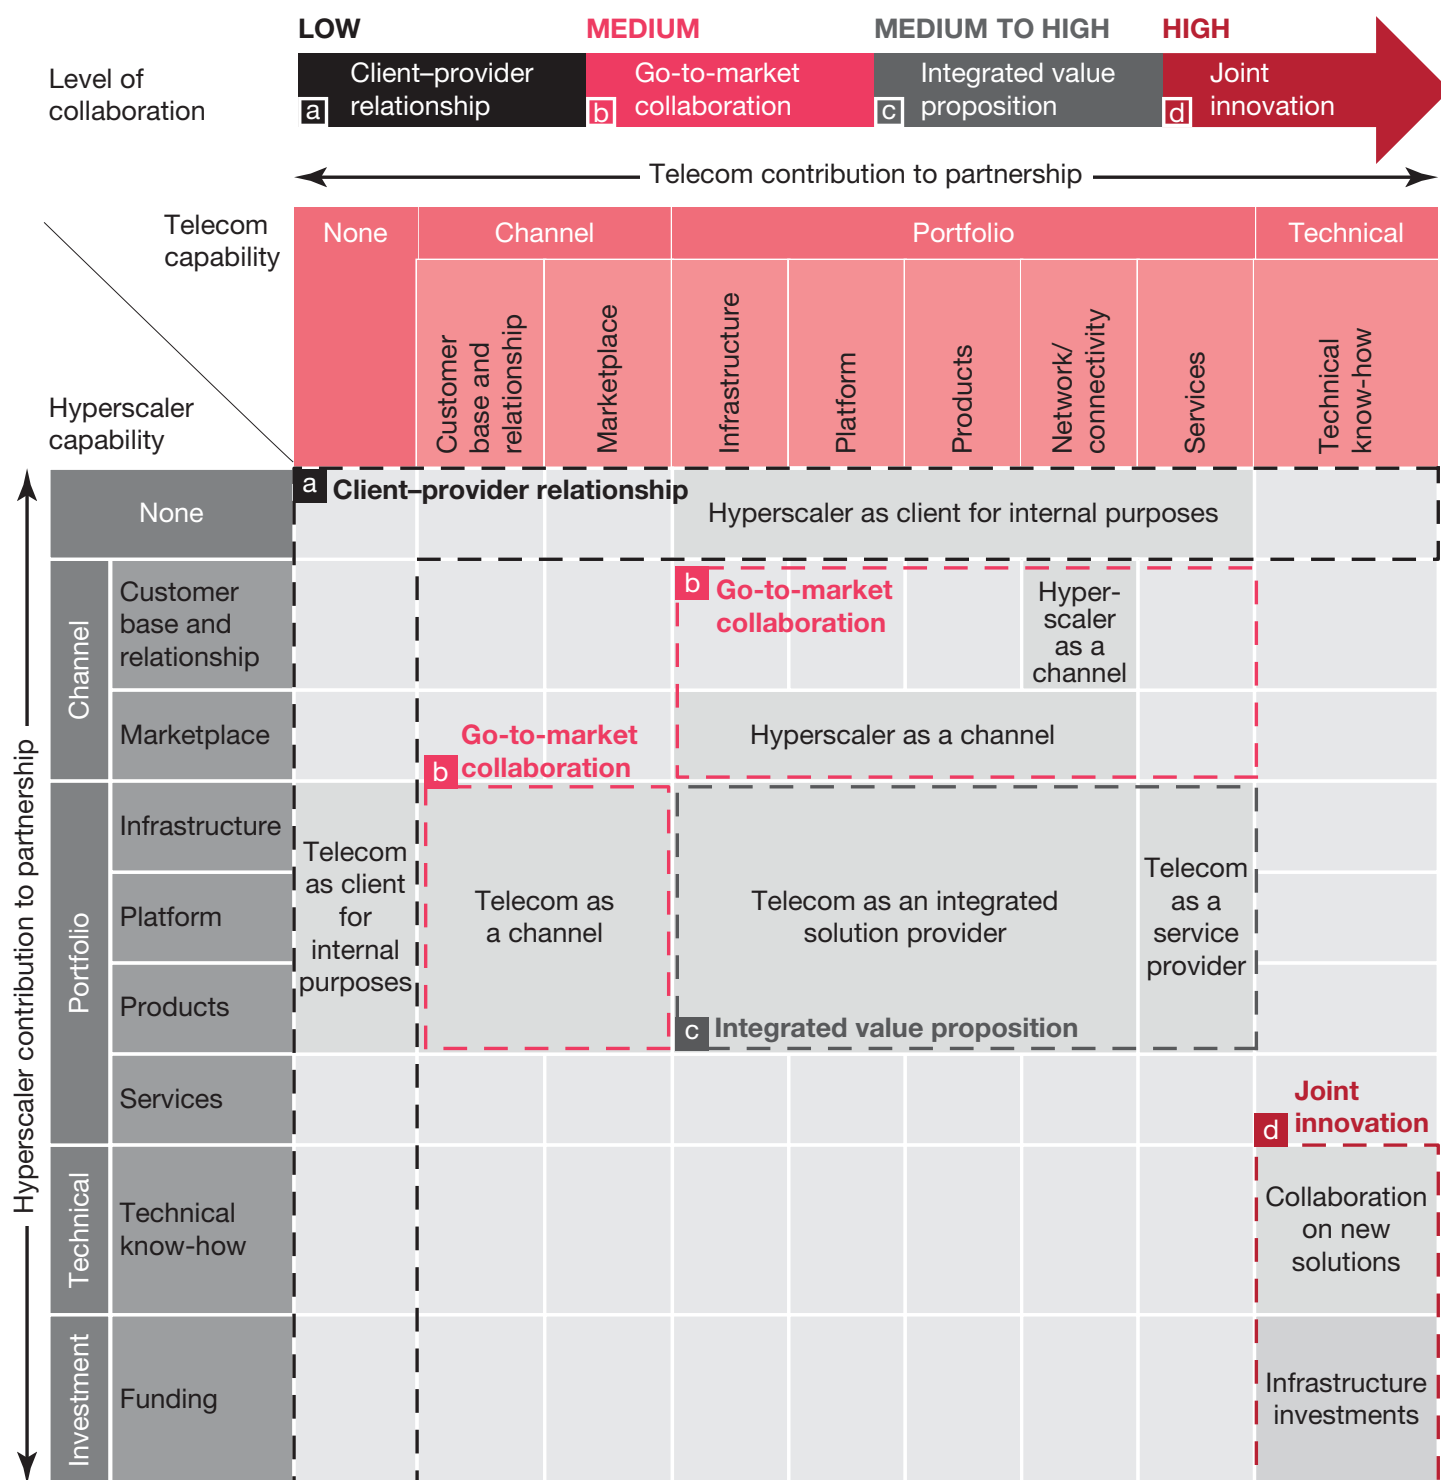 LOW
MEDIUM
MEDIUM TO HIGH
HIGH
Level of
collaboration
a
Client–provider
relationship
b
Go-to-market
collaboration
c
Integrated value
proposition
d
Joint
innovation
Telecom contribution to partnership
Telecom
capability
Hyperscaler
capability
None
Channel
Portfolio
Technical
Customer
base and
relationship
Marketplace
Infrastructure
Platform
Products
Network/
connectivity
Services
Technical
know-how
Hyperscaler contribution to partnership
None
a
Client–provider relationship
Hyperscaler as client for internal purposes
Channel
Customer
base and
relationship
b
Go-to-market
collaboration
Hyper-
scaler
as a
channel
Marketplace
Go-to-market
b
collaboration
Hyperscaler as a channel
Portfolio
Infrastructure
Platform
Products
Services
Telecom
as client
for
internal
purposes
Telecom as
a channel
Telecom as an integrated
solution provider
Telecom
as a
service
provider
c
Integrated value proposition
Joint
d
innovation
Technical
Technical
know-how
Collaboration
on new
solutions
Investment
Funding
Infrastructure
investments